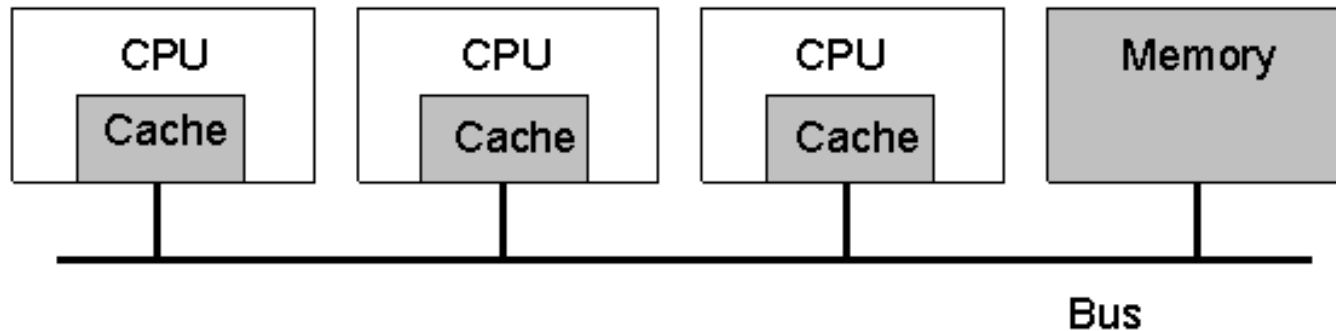 CPU
Cache
CPU
Cache
CPU
Cache
Memory
Bus